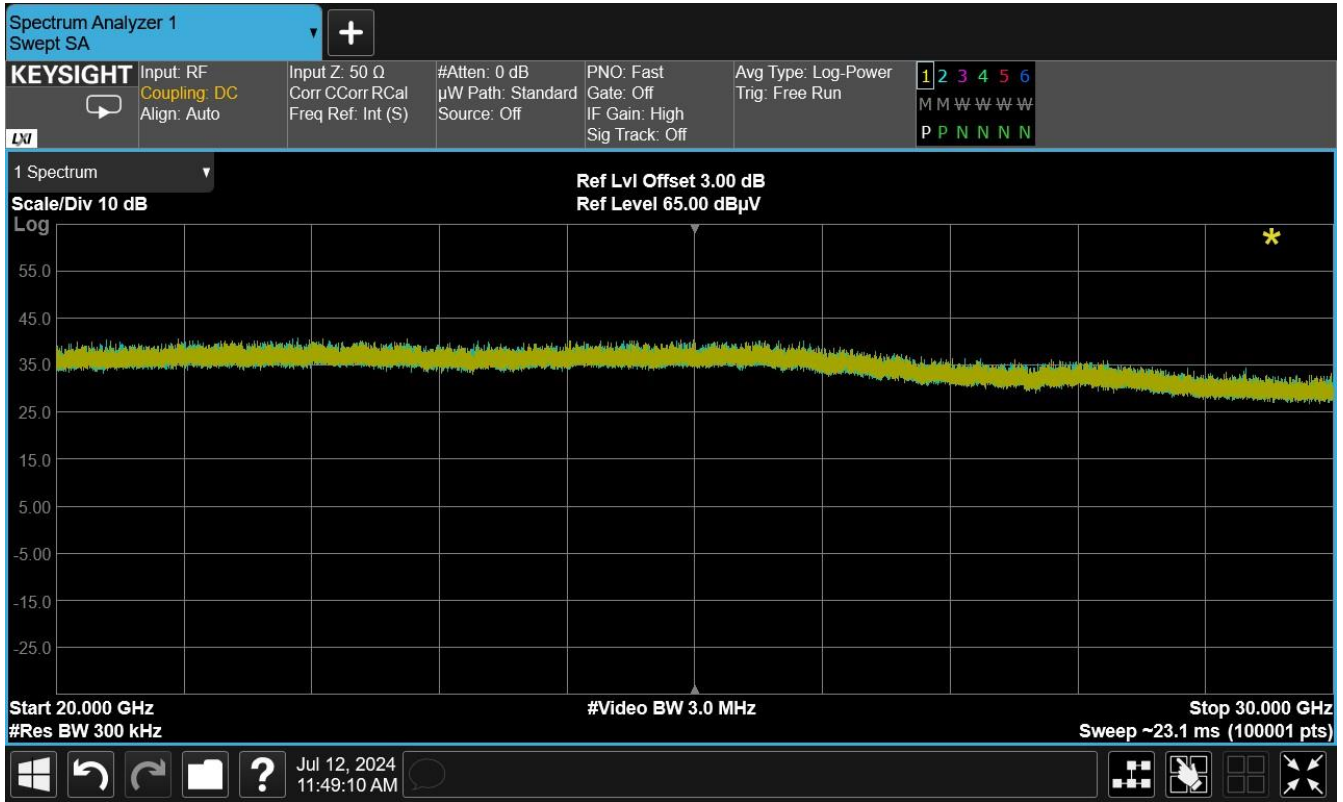 Spectrum Analyzer 1
Swept SA
+
KEYSIGHT
LXI
Input: RF
Coupling: DC
Align: Auto
Input Z: 50 Ω
Corr CCorr RCal
Freq Ref: Int (S)
#Atten: 0 dB
µW Path: Standard
Source: Off
PNO: Fast
Gate: Off
IF Gain: High
Sig Track: Off
Avg Type: Log-Power
Trig: Free Run
1 2 3 4 5 6
M M W W W W
P P N N N N
1 Spectrum
Scale/Div 10 dB
Ref Lvl Offset 3.00 dB
Ref Level 65.00 dBµV
Log
*
55.0
45.0
35.0
25.0
15.0
5.00
-5.00
-15.0
-25.0
Start 20.000 GHz
#Res BW 300 kHz
#Video BW 3.0 MHz
Stop 30.000 GHz
Sweep ~23.1 ms (100001 pts)
?
Jul 12, 2024
11:49:10 AM